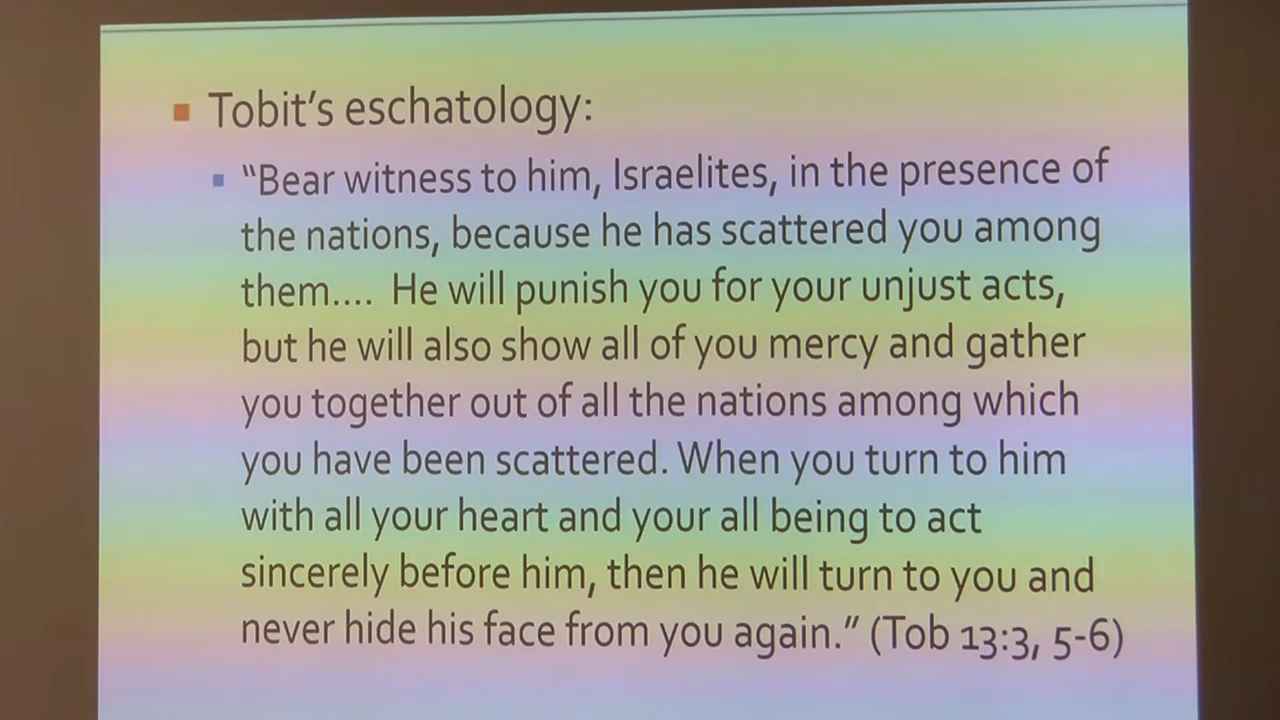 Tobit's eschatology:
"Bear witness to him, Israelites, in the presence of
the nations, because he has scattered you among
them.... He will punish you for your unjust acts,
but he will also show all of you mercy and gather
you together out of all the nations among which
you have been scattered. When you turn to him
with all your heart and your all being to act
sincerely before him, then he will turn to you and
never hide his face from you again." (Tob 13:3, 5-6)